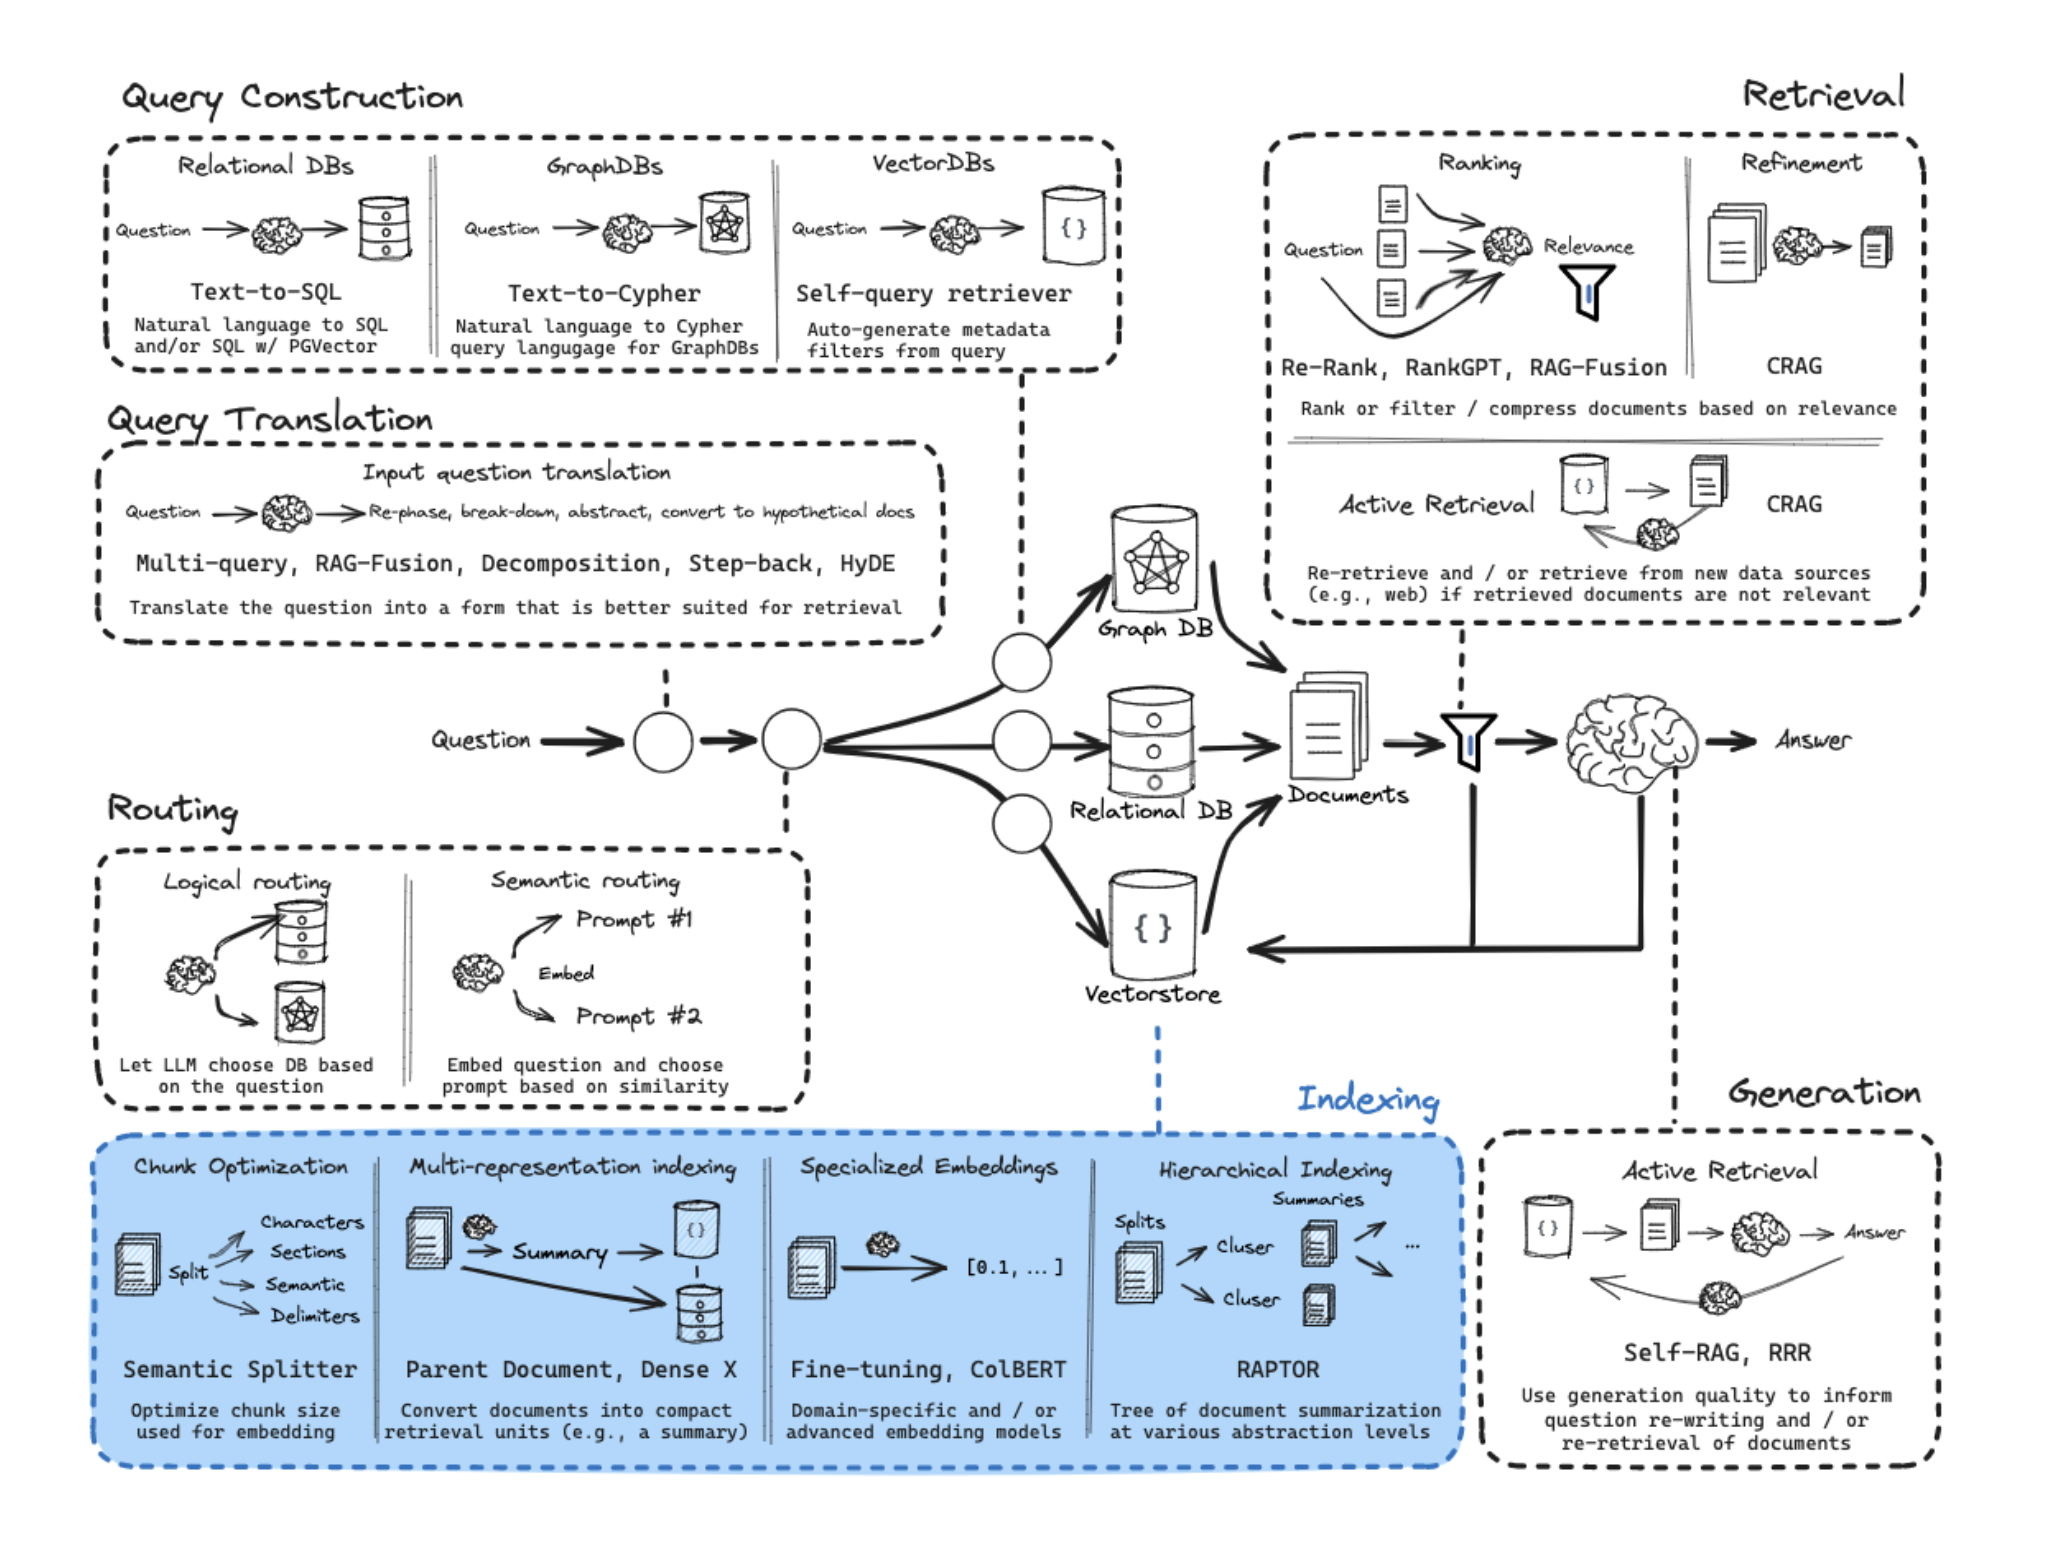 Query Construction
Relational DBs
Question
Text-to-SQL
Natural language to SQL
and/or SQL w/ PGVector
GraphDBs
Question
Text-to-Cypher
Natural language to Cypher
query langugage for GraphDBs
VectorDBs
Question
{}
Self-query retriever
Auto-generate metadata
filters from query
Retrieval
Ranking
Question
Relevance
Re-Rank, RankGPT, RAG-Fusion
Refinement
CRAG
Rank or filter / compress documents based on relevance
Active Retrieval
{}
CRAG
Re-retrieve and / or retrieve from new data sources
(e.g., web) if retrieved documents are not relevant
Query Translation
Input question translation
Question
Re-phase, break-down, abstract, convert to hypothetical docs
Multi-query, RAG-Fusion, Decomposition, Step-back, HyDE
Translate the question into a form that is better suited for retrieval
Question
Graph DB
Relational DB
{}
Vectorstore
Documents
Answer
Routing
Logical routing
Let LLM choose DB based
on the question
Semantic routing
Prompt #1
Embed
Prompt #2
Embed question and choose
prompt based on similarity
Indexing
Chunk Optimization
Split
Characters
Sections
Semantic
Delimiters
Semantic Splitter
Optimize chunk size
used for embedding
Multi-representation indexing
Summary
{}
Parent Document, Dense X
Convert documents into compact
retrieval units (e.g., a summary)
Specialized Embeddings
[0.1, ... ]
Fine-tuning, ColBERT
Domain-specific and / or
advanced embedding models
Hierarchical Indexing
Summaries
Splits
Cluser
Cluser
...
RAPTOR
Tree of document summarization
at various abstraction levels
Generation
Active Retrieval
{}
Answer
Self-RAG, RRR
Use generation quality to inform
question re-writing and / or
re-retrieval of documents